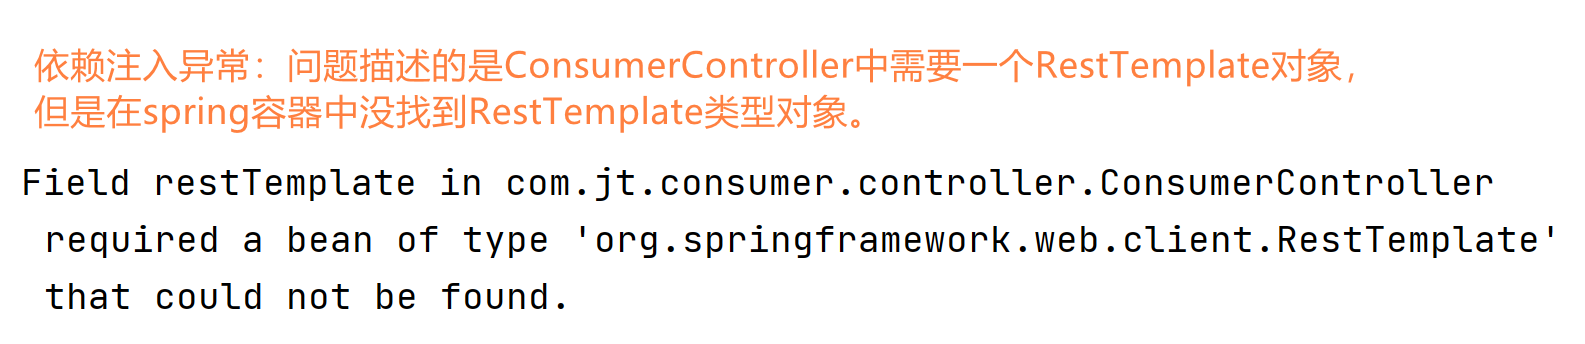 依赖注入异常：问题描述的是ConsumerController中需要一个RestTemplate对象，
但是在spring容器中没找到RestTemplate类型对象。
Field restTemplate in com.jt.consumer.controller.ConsumerController
required a bean of type 'org.springframework.web.client.RestTemplate'
that could not be found.